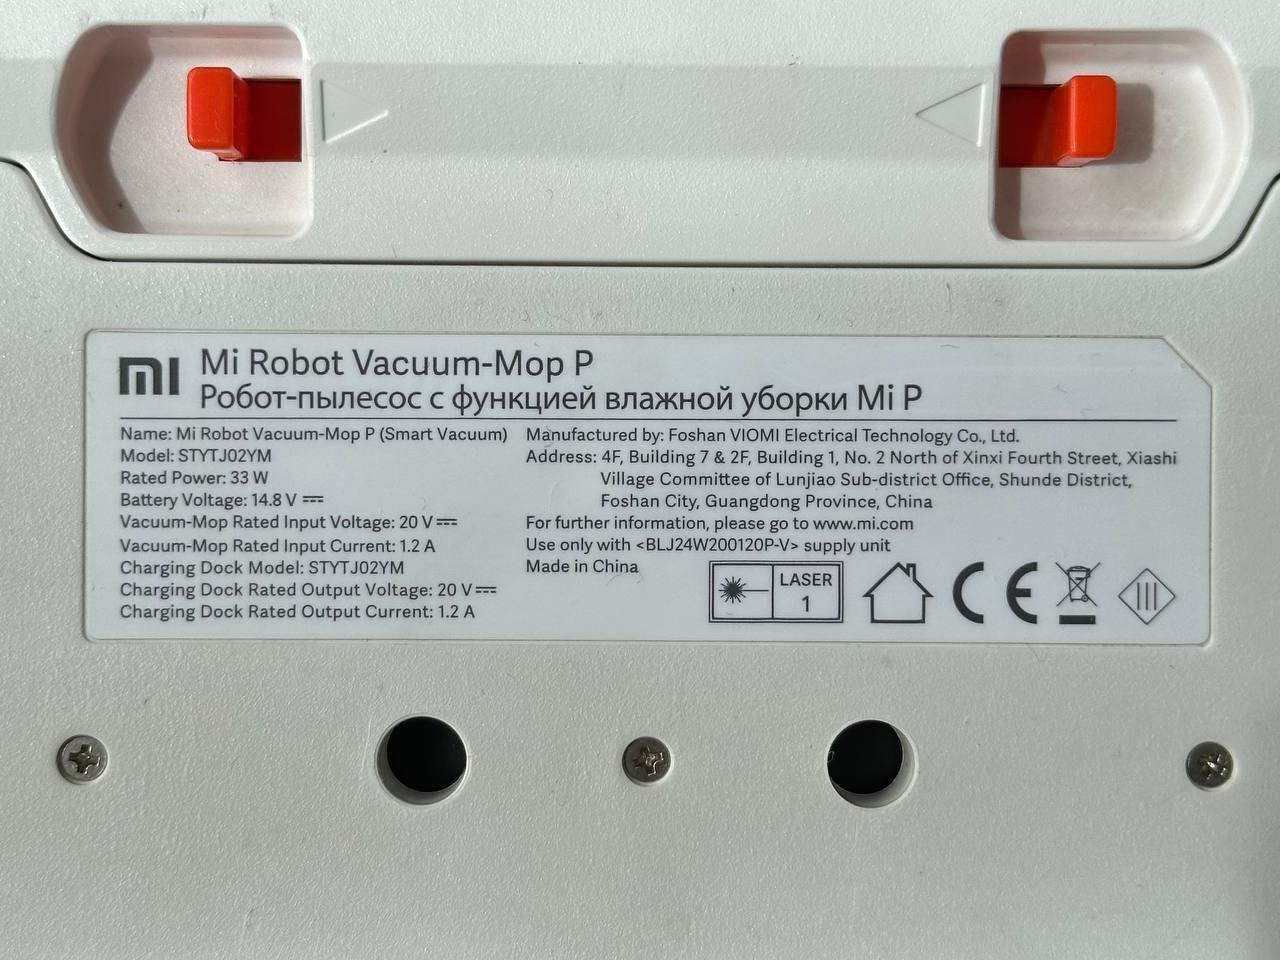 mi Mi Robot Vacuum-Mop P
Робот-пылесос с функцией влажной уборки Mi P
Name: Mi Robot Vacuum-Mop P (Smart Vacuum)
Model: STYTJ02YM
Rated Power: 33 W
Battery Voltage: 14.8 V ⎓
Vacuum-Mop Rated Input Voltage: 20 V ⎓
Vacuum-Mop Rated Input Current: 1.2 A
Charging Dock Model: STYTJ02YM
Charging Dock Rated Output Voltage: 20 V ⎓
Charging Dock Rated Output Current: 1.2 A
Manufactured by: Foshan VIOMI Electrical Technology Co., Ltd.
Address: 4F, Building 7 & 2F, Building 1, No. 2 North of Xinxi Fourth Street, Xiashi
Village Committee of Lunjiao Sub-district Office, Shunde District,
Foshan City, Guangdong Province, China
For further information, please go to www.mi.com
Use only with <BLJ24W200120P-V> supply unit
Made in China
LASER
1
CE
III